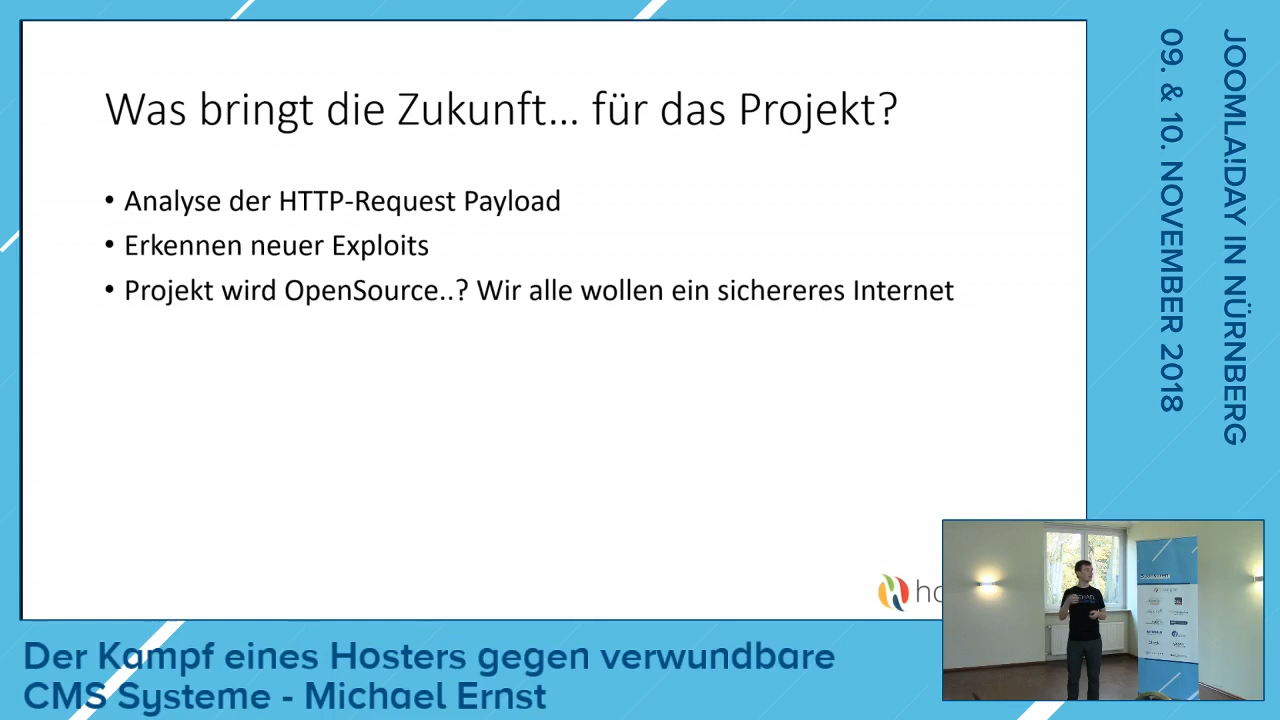 Was bringt die Zukunft... für das Projekt?
• Analyse der HTTP-Request Payload
• Erkennen neuer Exploits
• Projekt wird OpenSource..? Wir alle wollen ein sichereres Internet
JOOMLA!DAY IN NÜRNBERG
09. & 10. NOVEMBER 2018
Der Kampf eines Hosters gegen verwundbare
CMS Systeme - Michael Ernst